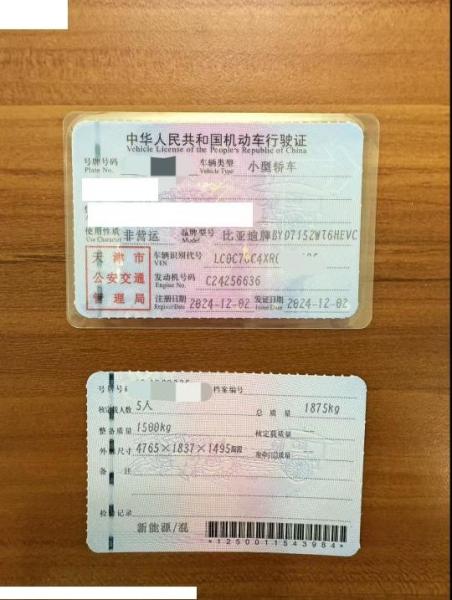 中华人民共和国机动车行驶证
Vehicle License of the People's Republic of China
号牌号码 车辆类型 小型轿车
Plate No. Vehicle Type
使用性质 非营运 品牌型号 比亚迪牌BYD7152WT6HEVC
Use Character Model
天津市 车辆识别代号 LC0C76C4XR
VIN
公安交通 发动机号码 C24256636
Engine No.
管理局 注册日期 2024-12-02 发证日期 2024-12-02
Register Date Issue Date
号牌号 档案编号
核定载人数 5人 总质量 1875kg
整备质量 1500kg 核定载质量 --
外廓尺寸 4765×1837×1495mm 准牵引总质量 --
备注
检验记录
新能源/混
*1250011543984*